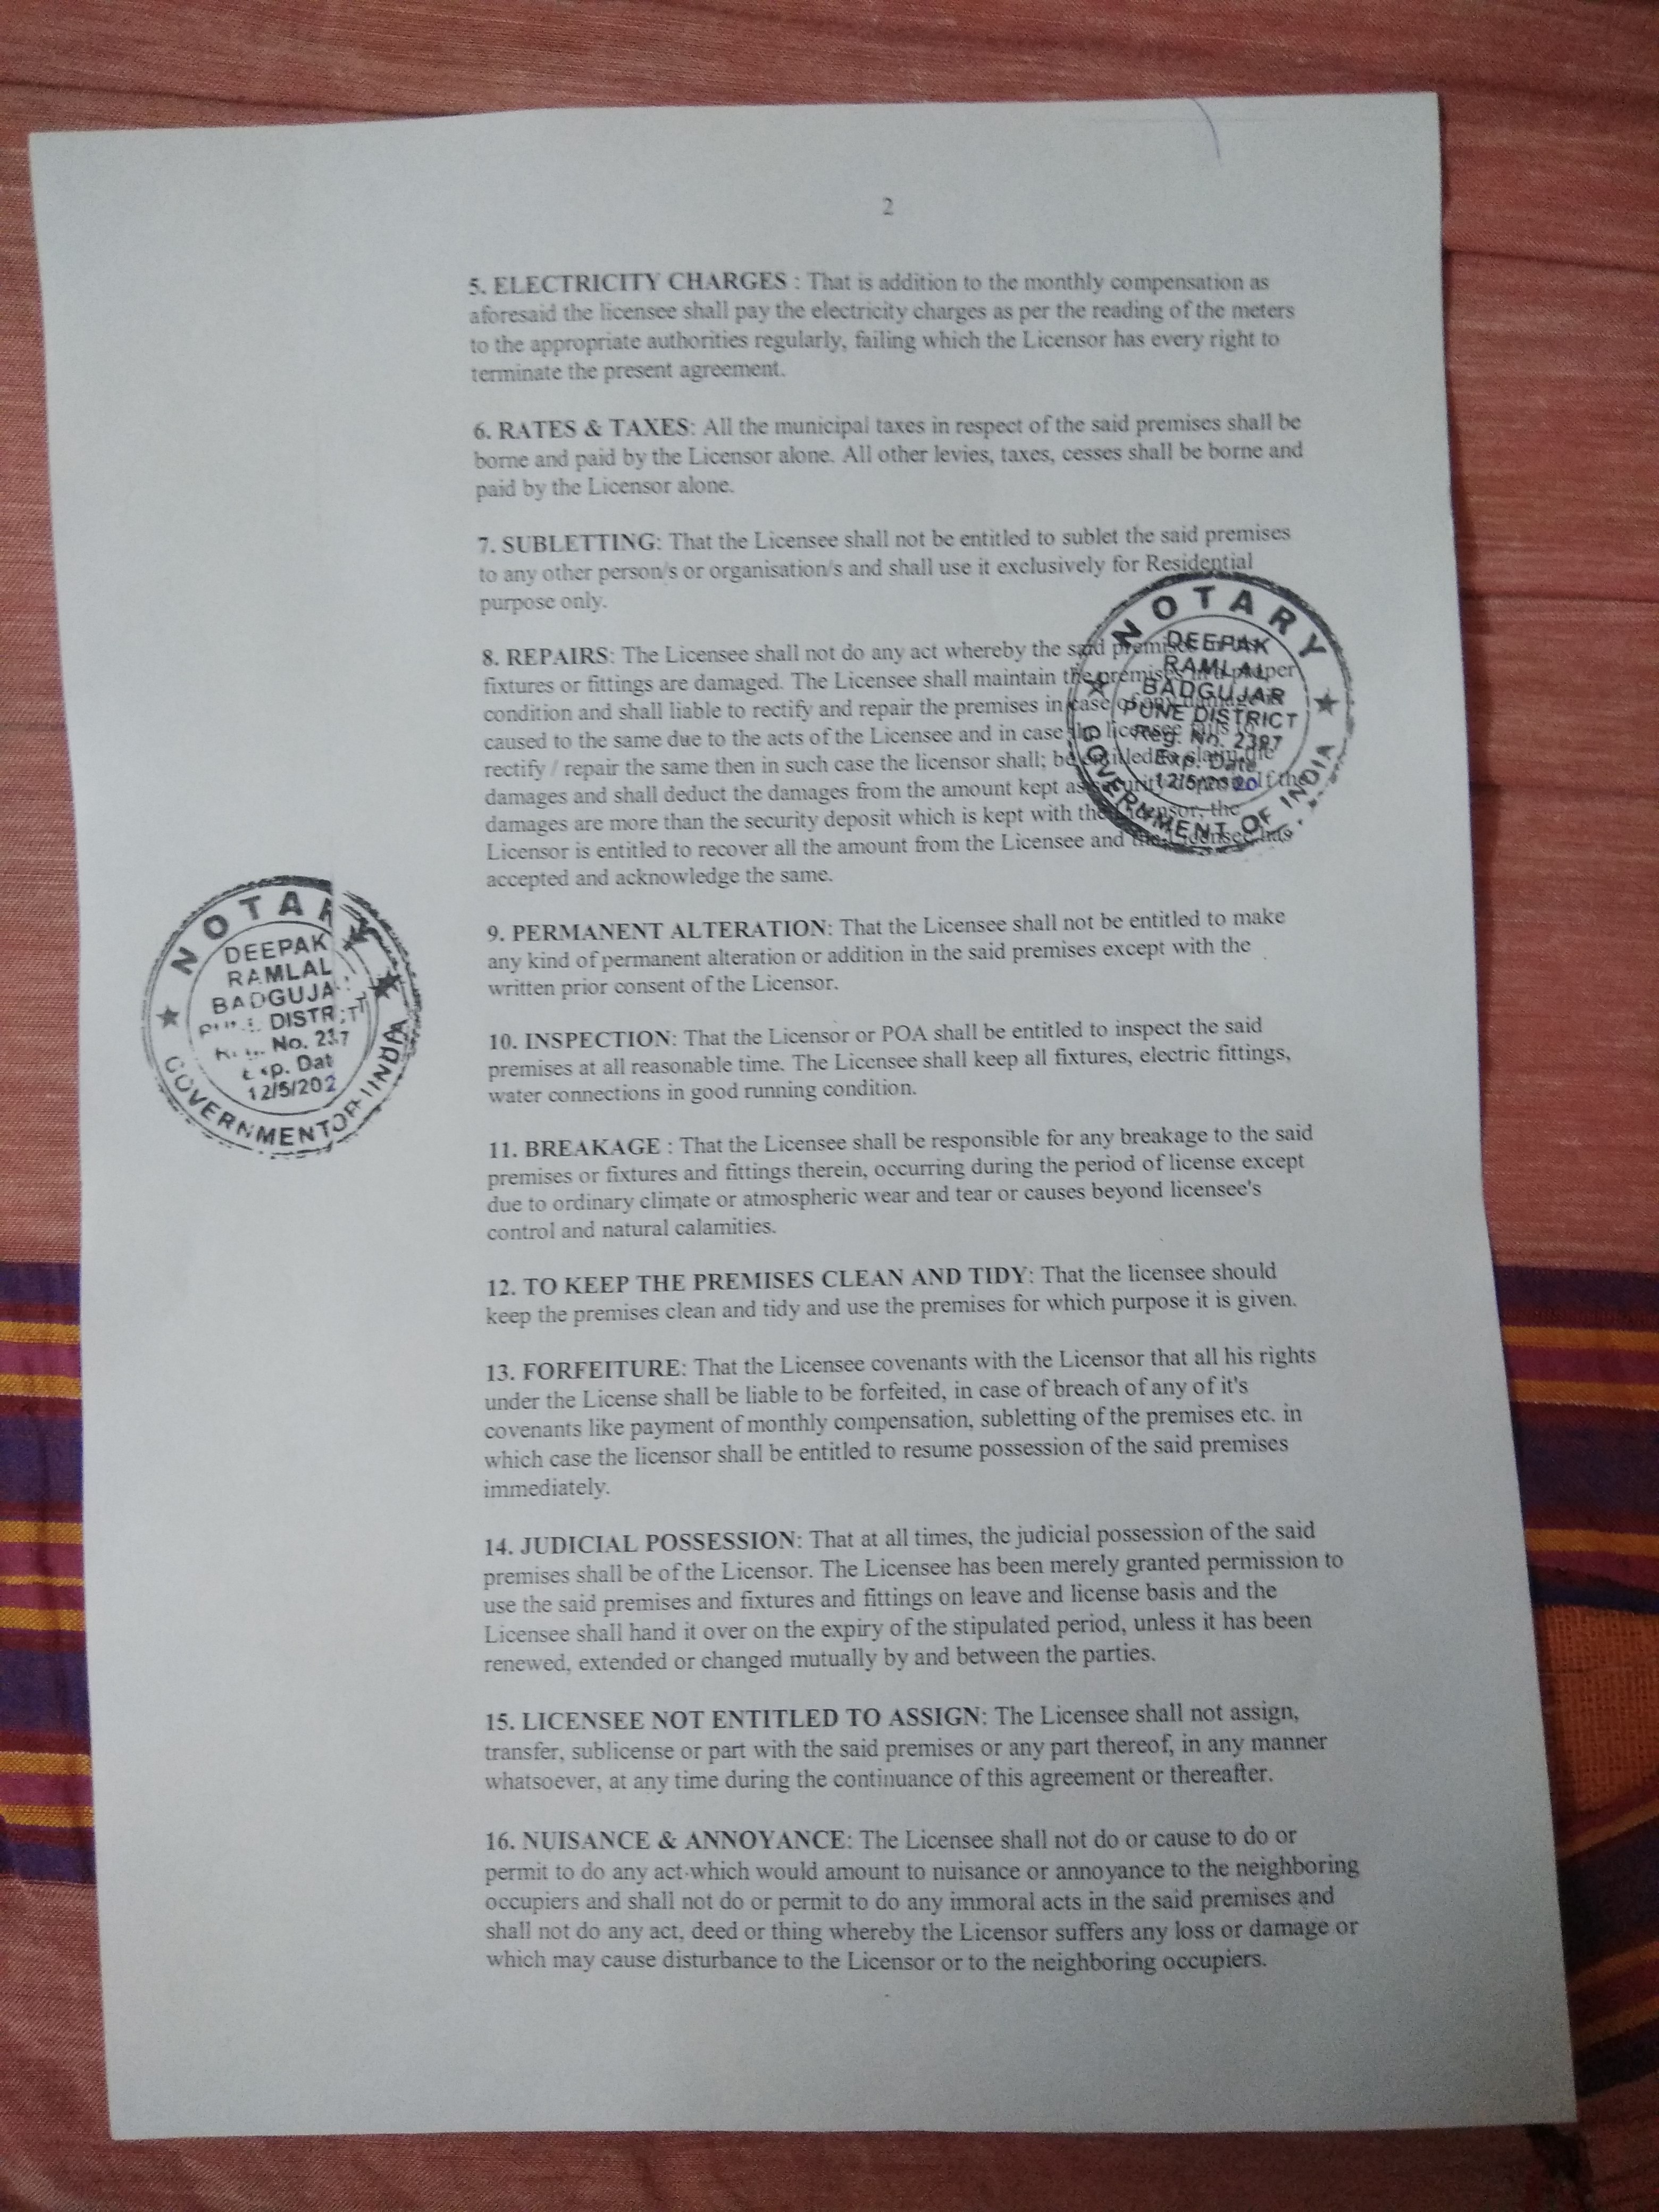 2
5. ELECTRICITY CHARGES : That is addition to the monthly compensation as
aforesaid the licensee shall pay the electricity charges as per the reading of the meters
to the appropriate authorities regularly, failing which the Licensor has every right to
terminate the present agreement.
6. RATES & TAXES: All the municipal taxes in respect of the said premises shall be
borne and paid by the Licensor alone. All other levies, taxes, cesses shall be borne and
paid by the Licensor alone.
7. SUBLETTING: That the Licensee shall not be entitled to sublet the said premises
to any other person/s or organisation/s and shall use it exclusively for Residential
purpose only.
8. REPAIRS: The Licensee shall not do any act whereby the said
fixtures or fittings are damaged. The Licensee shall maintain the premises in a proper
condition and shall liable to rectify and repair the premises in case of any damage
caused to the same due to the acts of the Licensee and in case the licensee fails to
rectify / repair the same then in such case the licensor shall; be entitled to claim the
damages and shall deduct the damages from the amount kept as security deposit. If the
damages are more than the security deposit which is kept with the Licensor, the
Licensor is entitled to recover all the amount from the Licensee and the Licensee has
accepted and acknowledge the same.
NOTARY
DEEPAK
RAMLAL
BADGUJAR
PUNE DISTRICT
Reg. No. 2397
Exp. Date
12/5/2020
GOVERNMENT OF INDIA
9. PERMANENT ALTERATION: That the Licensee shall not be entitled to make
any kind of permanent alteration or addition in the said premises except with the
written prior consent of the Licensor.
NOTARY
DEEPAK
RAMLAL
BADGUJA
DISTR
No. 237
12/5/202
GOVERNMENT
10. INSPECTION: That the Licensor or POA shall be entitled to inspect the said
premises at all reasonable time. The Licensee shall keep all fixtures, electric fittings,
water connections in good running condition.
11. BREAKAGE : That the Licensee shall be responsible for any breakage to the said
premises or fixtures and fittings therein, occurring during the period of license except
due to ordinary climate or atmospheric wear and tear or causes beyond licensee's
control and natural calamities.
12. TO KEEP THE PREMISES CLEAN AND TIDY: That the licensee should
keep the premises clean and tidy and use the premises for which purpose it is given.
13. FORFEITURE: That the Licensee covenants with the Licensor that all his rights
under the License shall be liable to be forfeited, in case of breach of any of it's
covenants like payment of monthly compensation, subletting of the premises etc. in
which case the licensor shall be entitled to resume possession of the said premises
immediately.
14. JUDICIAL POSSESSION: That at all times, the judicial possession of the said
premises shall be of the Licensor. The Licensee has been merely granted permission to
use the said premises and fixtures and fittings on leave and license basis and the
Licensee shall hand it over on the expiry of the stipulated period, unless it has been
renewed, extended or changed mutually by and between the parties.
15. LICENSEE NOT ENTITLED TO ASSIGN: The Licensee shall not assign,
transfer, sublicense or part with the said premises or any part thereof, in any manner
whatsoever, at any time during the continuance of this agreement or thereafter.
16. NUISANCE & ANNOYANCE: The Licensee shall not do or cause to do or
permit to do any act which would amount to nuisance or annoyance to the neighboring
occupiers and shall not do or permit to do any immoral acts in the said premises and
shall not do any act, deed or thing whereby the Licensor suffers any loss or damage or
which may cause disturbance to the Licensor or to the neighboring occupiers.